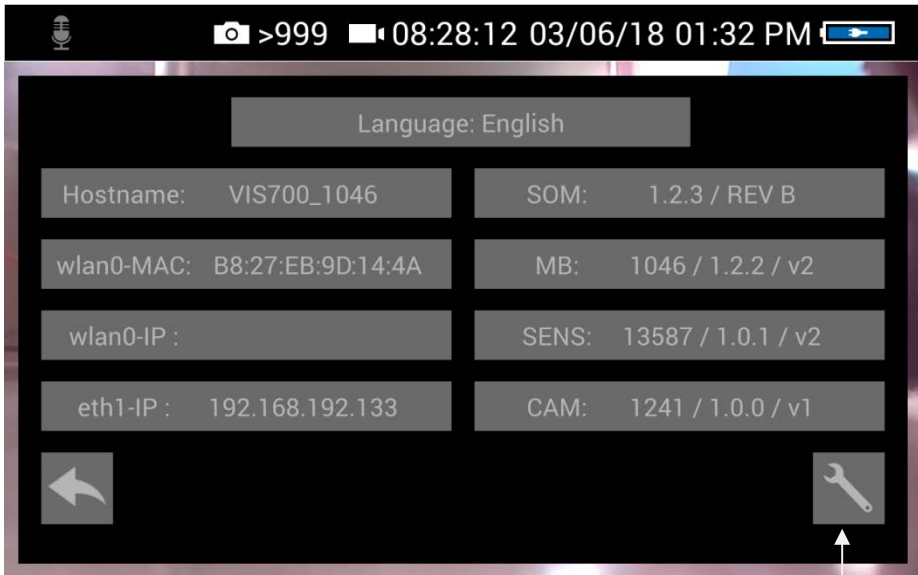 >999 08:28:12 03/06/18 01:32 PM
Language: English
Hostname: VIS700_1046
SOM: 1.2.3 / REV B
wlan0-MAC: B8:27:EB:9D:14:4A
MB: 1046 / 1.2.2 / v2
wlan0-IP :
SENS: 13587 / 1.0.1 / v2
eth1-IP : 192.168.192.133
CAM: 1241 / 1.0.0 / v1